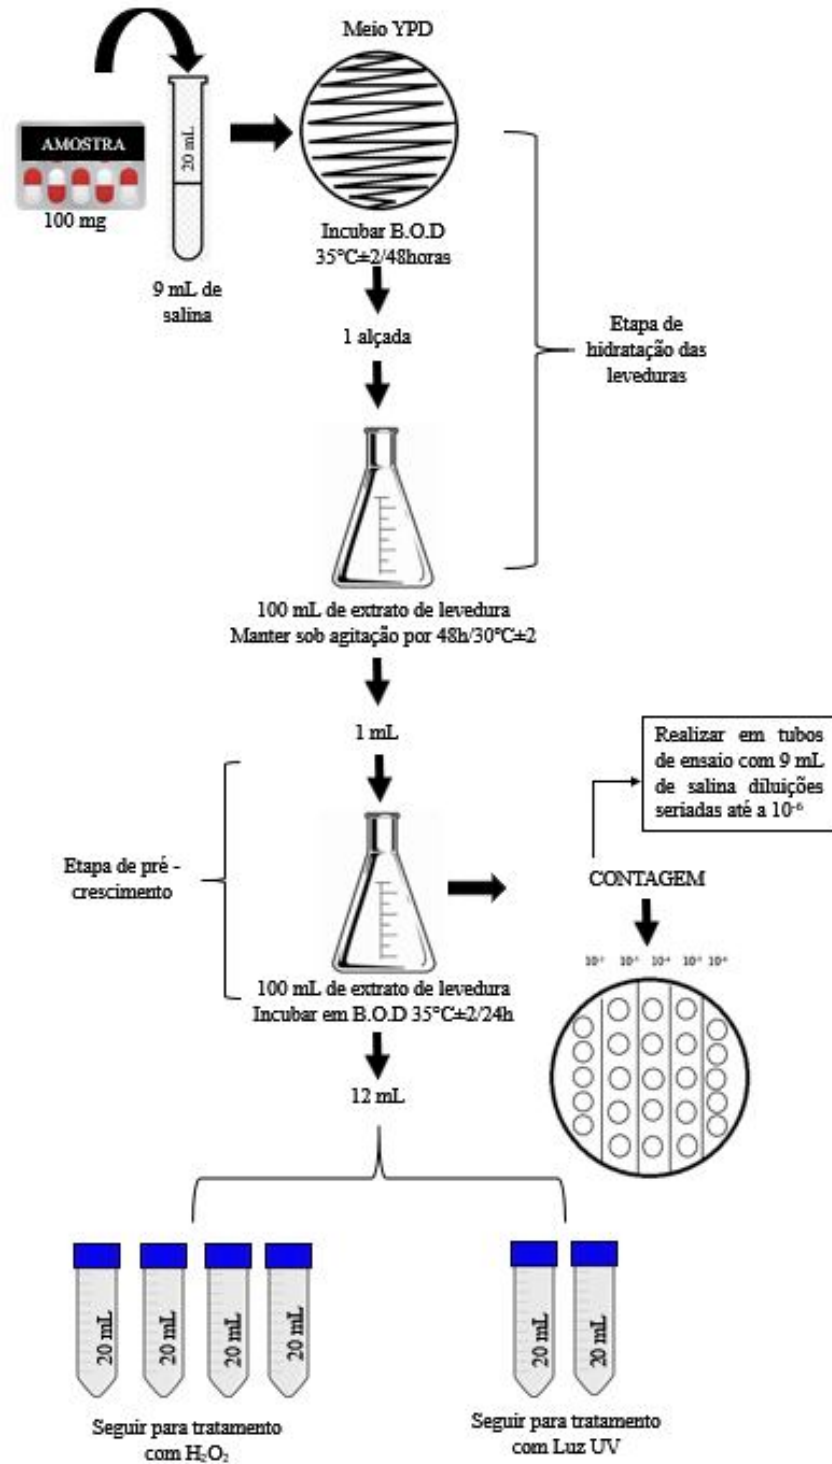 Meio YPD
AMOSTRA
20 mL
100 mg
9 mL de
salina
Incubar B.O.D
35°C±2/48horas
1 alçada
Etapa de
hidratação das
leveduras
100 mL de extrato de levedura
Manter sob agitação por 48h/30°C±2
1 mL
Realizar em tubos
de ensaio com 9 mL
de salina diluições
seriadas até a 10⁻⁶
Etapa de pré -
crescimento
CONTAGEM
100 mL de extrato de levedura
Incubar em B.O.D 35°C±2/24h
12 mL
20 mL
20 mL
20 mL
20 mL
20 mL
20 mL
Seguir para tratamento
com H₂O₂
Seguir para tratamento
com Luz UV